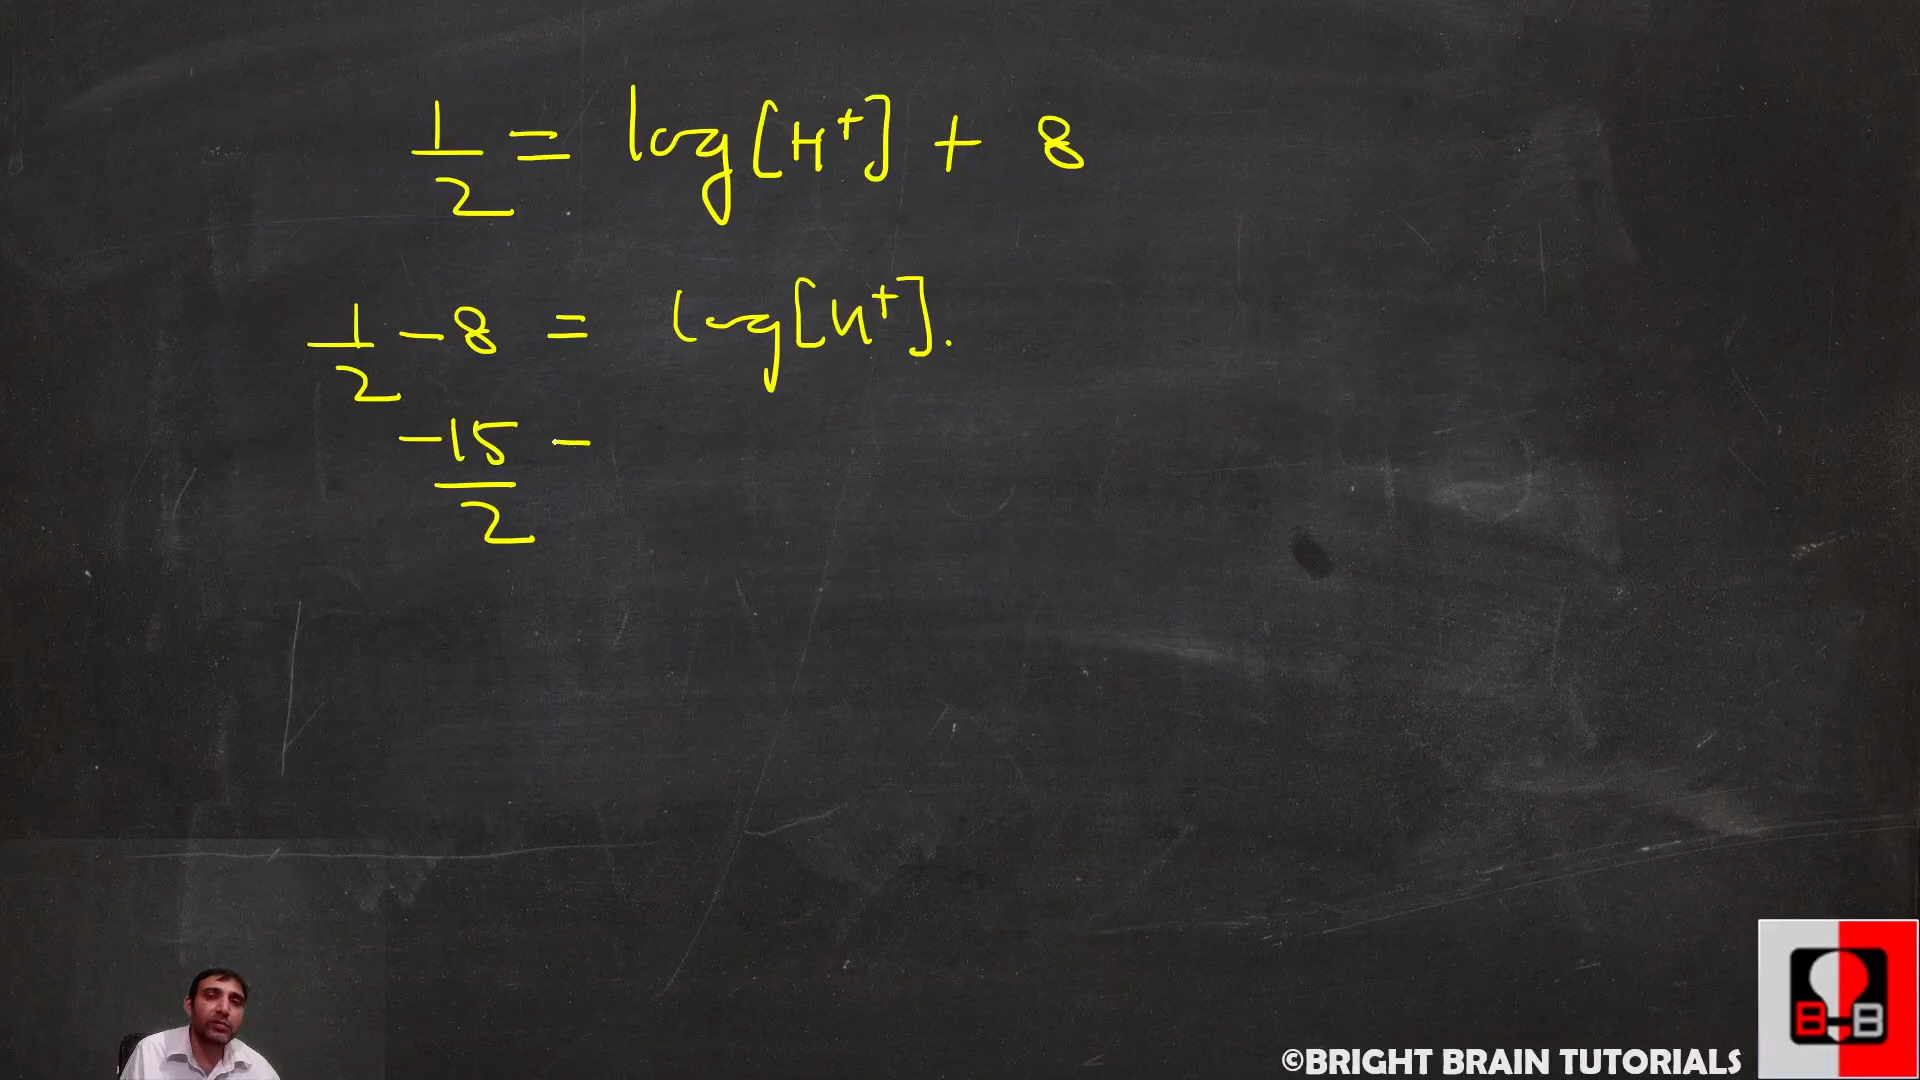 1/2 = log[H⁺] + 8
1/2 - 8 = log[H⁺].
-15/2 -
B B
©BRIGHT BRAIN TUTORIALS